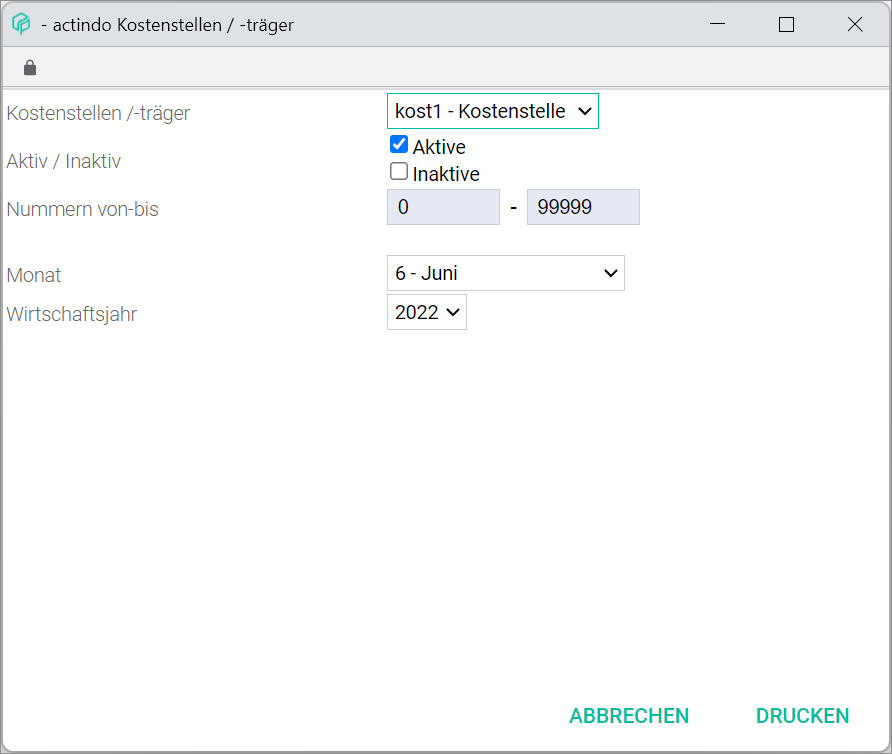 - actindo Kostenstellen / -träger
Kostenstellen /-träger kost1 - Kostenstelle
Aktiv / Inaktiv
Aktive
Inaktive
Nummern von-bis 0 - 99999
Monat 6 - Juni
Wirtschaftsjahr 2022
ABBRECHEN DRUCKEN